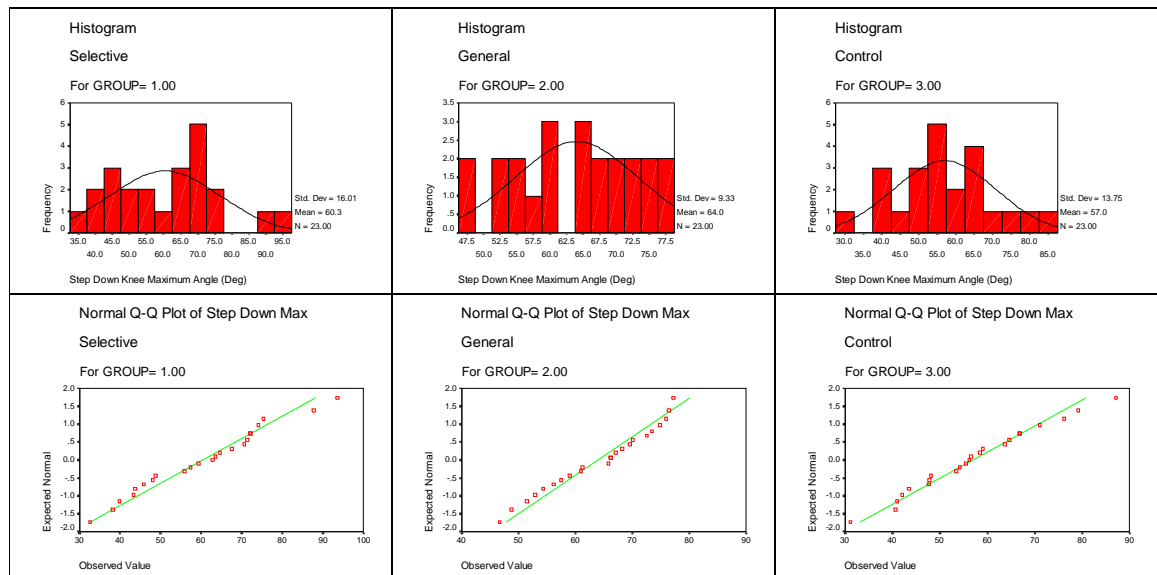 Histogram
Selective
For GROUP= 1.00
6
5
4
3
2
1
0
Frequency
Std. Dev = 16.01
Mean = 60.3
N = 23.00
35.0 45.0 55.0 65.0 75.0 85.0 95.0
40.0 50.0 60.0 70.0 80.0 90.0
Step Down Knee Maximum Angle (Deg)
Histogram
General
For GROUP= 2.00
3.5
3.0
2.5
2.0
1.5
1.0
.5
0.0
Frequency
Std. Dev = 9.33
Mean = 64.0
N = 23.00
47.5 52.5 57.5 62.5 67.5 72.5 77.5
50.0 55.0 60.0 65.0 70.0 75.0
Step Down Knee Maximum Angle (Deg)
Histogram
Control
For GROUP= 3.00
6
5
4
3
2
1
0
Frequency
Std. Dev = 13.75
Mean = 57.0
N = 23.00
30.0 40.0 50.0 60.0 70.0 80.0
35.0 45.0 55.0 65.0 75.0 85.0
Step Down Knee Maximum Angle (Deg)
Normal Q-Q Plot of Step Down Max
Selective
For GROUP= 1.00
2.0
1.5
1.0
.5
0.0
-.5
-1.0
-1.5
-2.0
Expected Normal
30 40 50 60 70 80 90 100
Observed Value
Normal Q-Q Plot of Step Down Max
General
For GROUP= 2.00
2.0
1.5
1.0
.5
0.0
-.5
-1.0
-1.5
-2.0
Expected Normal
40 50 60 70 80 90
Observed Value
Normal Q-Q Plot of Step Down Max
Control
For GROUP= 3.00
2.0
1.5
1.0
.5
0.0
-.5
-1.0
-1.5
-2.0
Expected Normal
30 40 50 60 70 80 90
Observed Value